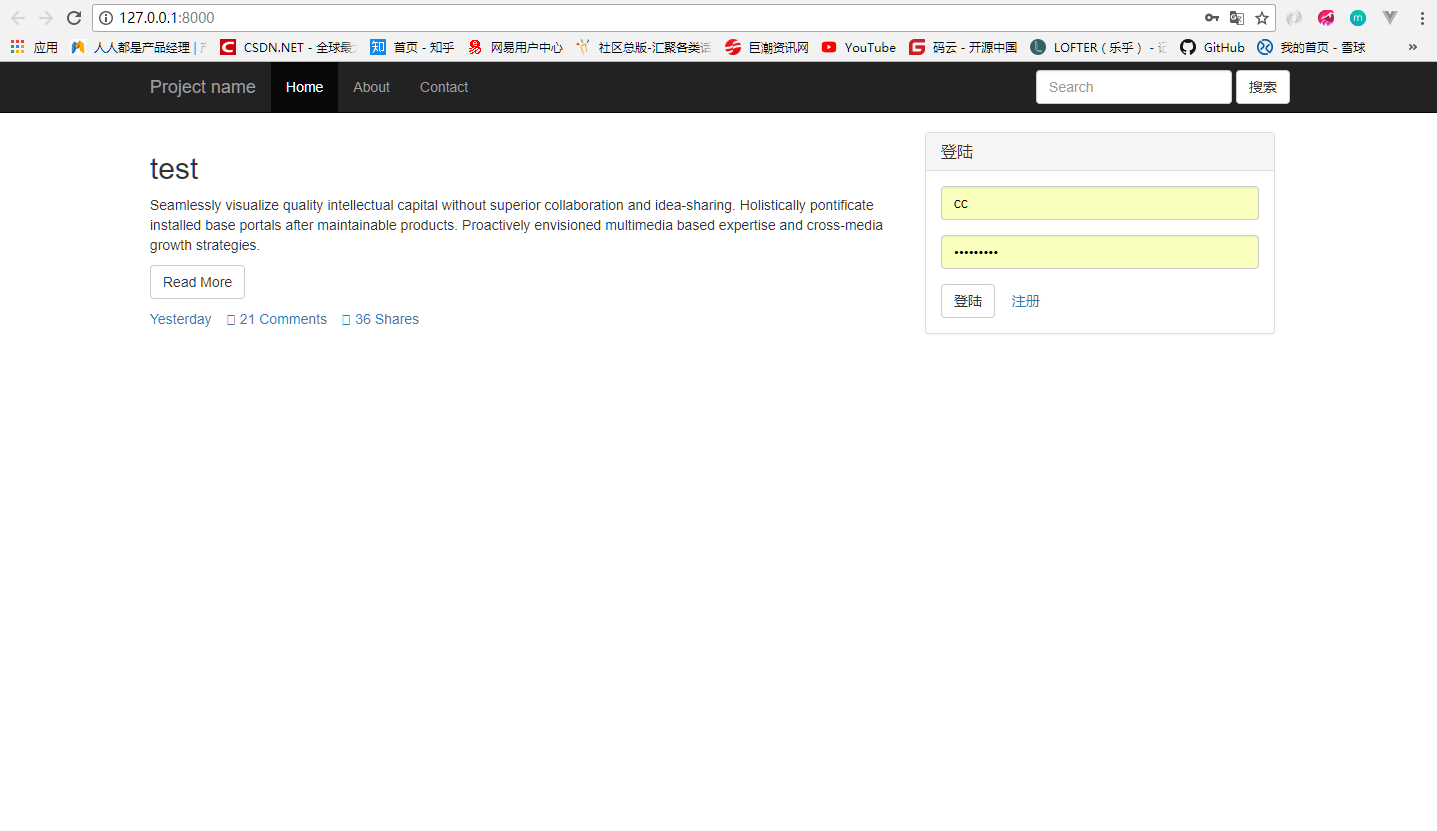 127.0.0.1:8000
应用 人人都是产品经理 | CSDN.NET - 全球最 首页 - 知乎 网易用户中心 社区总版-汇聚各类话 巨潮资讯网 YouTube 码云 - 开源中国 LOFTER（乐乎） - 记 GitHub 我的首页 - 雪球 »
Project name Home About Contact Search 搜索
登陆
test
cc
Seamlessly visualize quality intellectual capital without superior collaboration and idea-sharing. Holistically pontificate
installed base portals after maintainable products. Proactively envisioned multimedia based expertise and cross-media
growth strategies.
•••••••••
Read More
登陆 注册
Yesterday 21 Comments 36 Shares